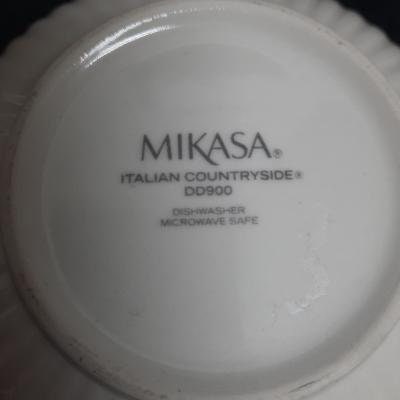 MIKASA®
ITALIAN COUNTRYSIDE®
DD900
DISHWASHER
MICROWAVE SAFE